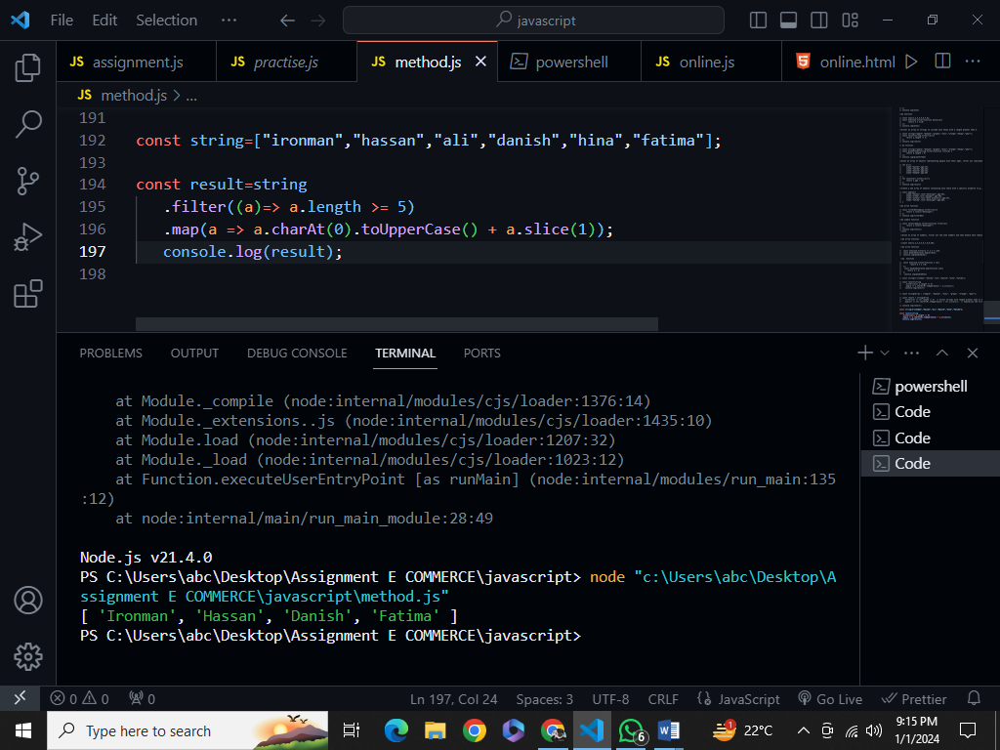 File Edit Selection ··· javascript
JS assignment.js JS practise.js JS method.js powershell JS online.js online.html ···
JS method.js > ...
191
192 const string=["ironman","hassan","ali","danish","hina","fatima"];
193
194 const result=string
195 .filter((a)=> a.length >= 5)
196 .map(a => a.charAt(0).toUpperCase() + a.slice(1));
197 console.log(result);
198
PROBLEMS OUTPUT DEBUG CONSOLE TERMINAL PORTS
at Module._compile (node:internal/modules/cjs/loader:1376:14)
at Module._extensions..js (node:internal/modules/cjs/loader:1435:10)
at Module.load (node:internal/modules/cjs/loader:1207:32)
at Module._load (node:internal/modules/cjs/loader:1023:12)
at Function.executeUserEntryPoint [as runMain] (node:internal/modules/run_main:135
:12)
at node:internal/main/run_main_module:28:49
Node.js v21.4.0
PS C:\Users\abc\Desktop\Assignment E COMMERCE\javascript> node "c:\Users\abc\Desktop\A
ssignment E COMMERCE\javascript\method.js"
[ 'Ironman', 'Hassan', 'Danish', 'Fatima' ]
PS C:\Users\abc\Desktop\Assignment E COMMERCE\javascript>
powershell
Code
Code
Code
0 0 0 Ln 197, Col 24 Spaces: 3 UTF-8 CRLF JavaScript Go Live Prettier
Type here to search 6 1 22°C 9:15 PM
1/1/2024